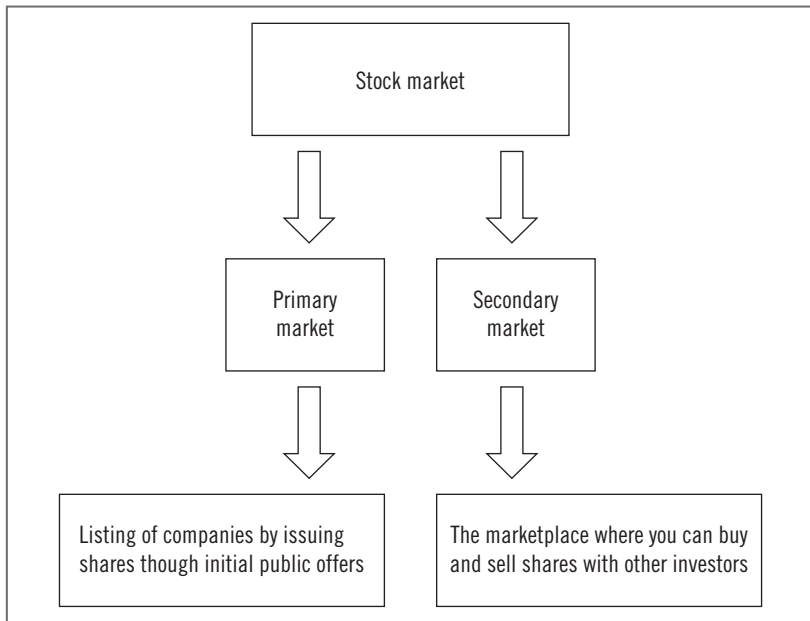 Stock market
Primary
market
Secondary
market
Listing of companies by issuing
shares though initial public offers
The marketplace where you can buy
and sell shares with other investors